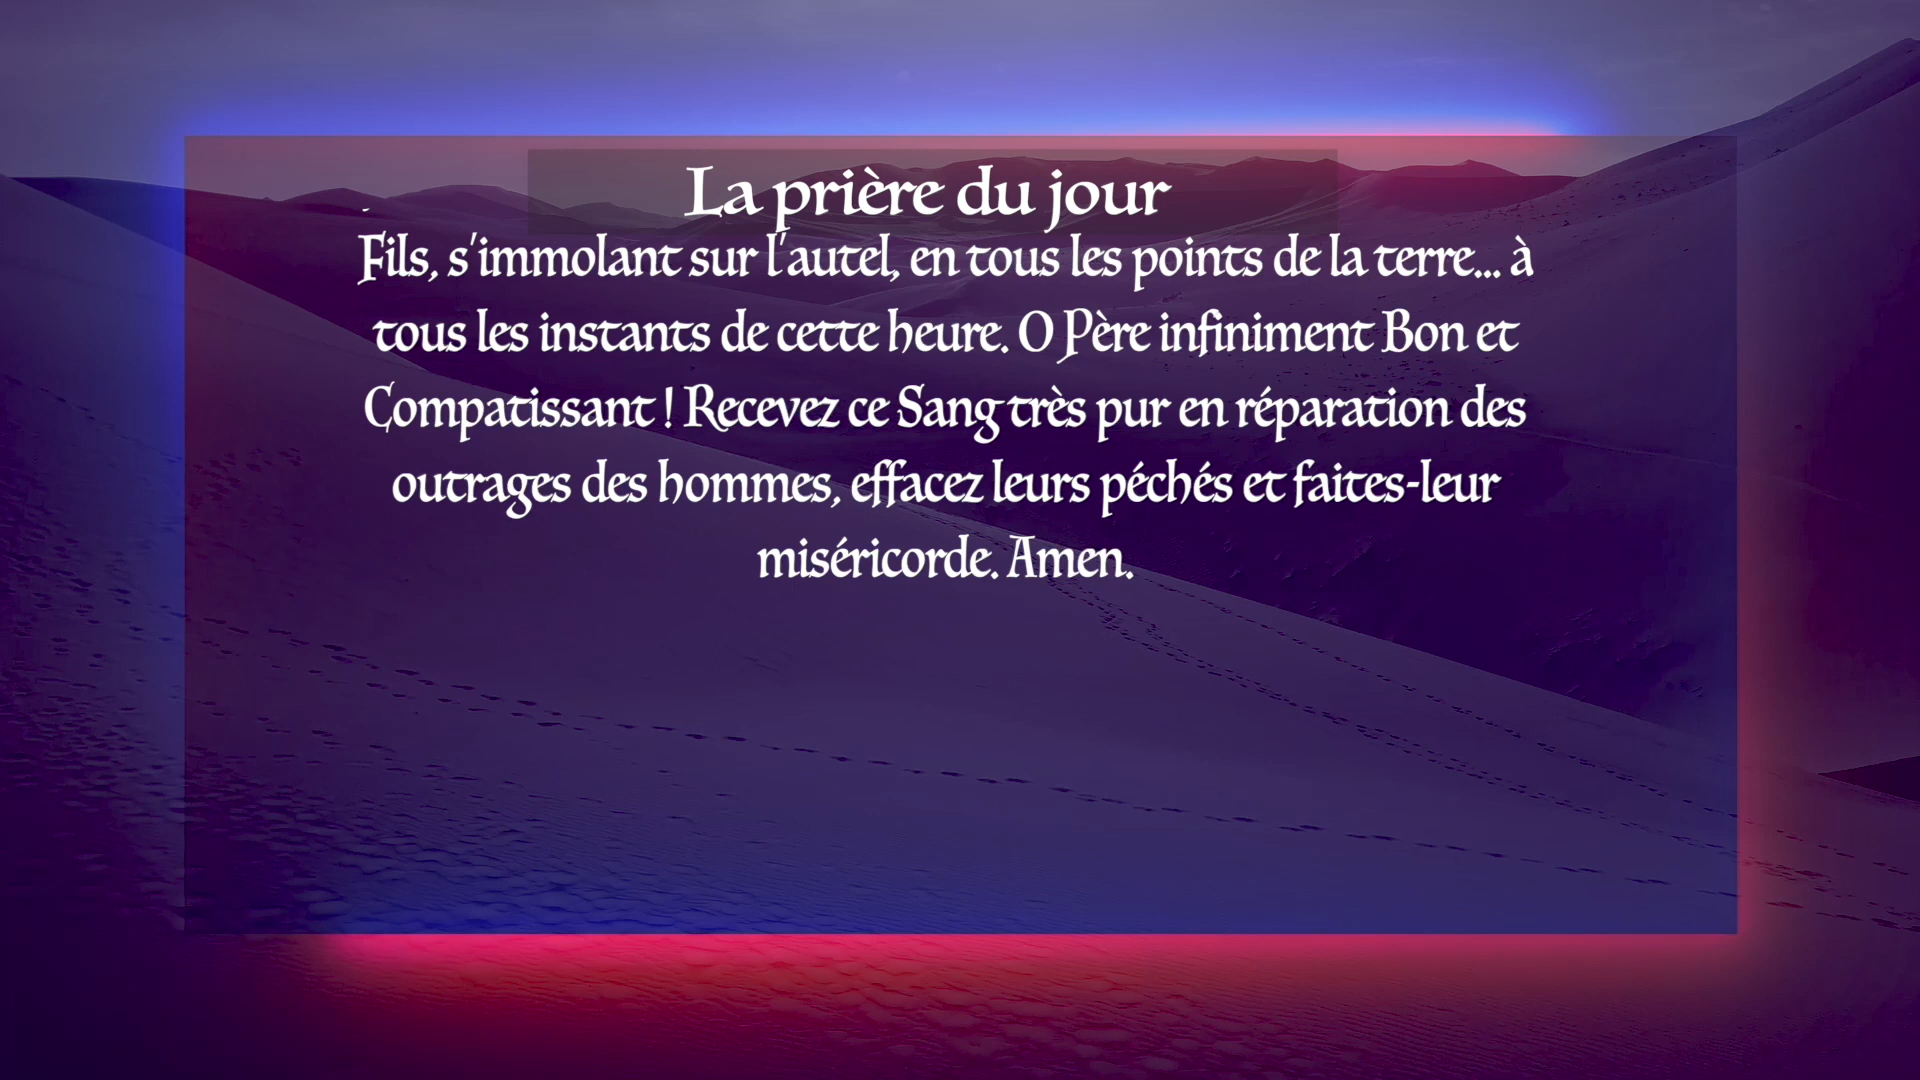 La prière du jour
Fils, s'immolant sur l'autel, en tous les points de la terre... à
tous les instants de cette heure. O Père infiniment Bon et
Compatissant ! Recevez ce Sang très pur en réparation des
outrages des hommes, effacez leurs péchés et faites-leur
miséricorde. Amen.